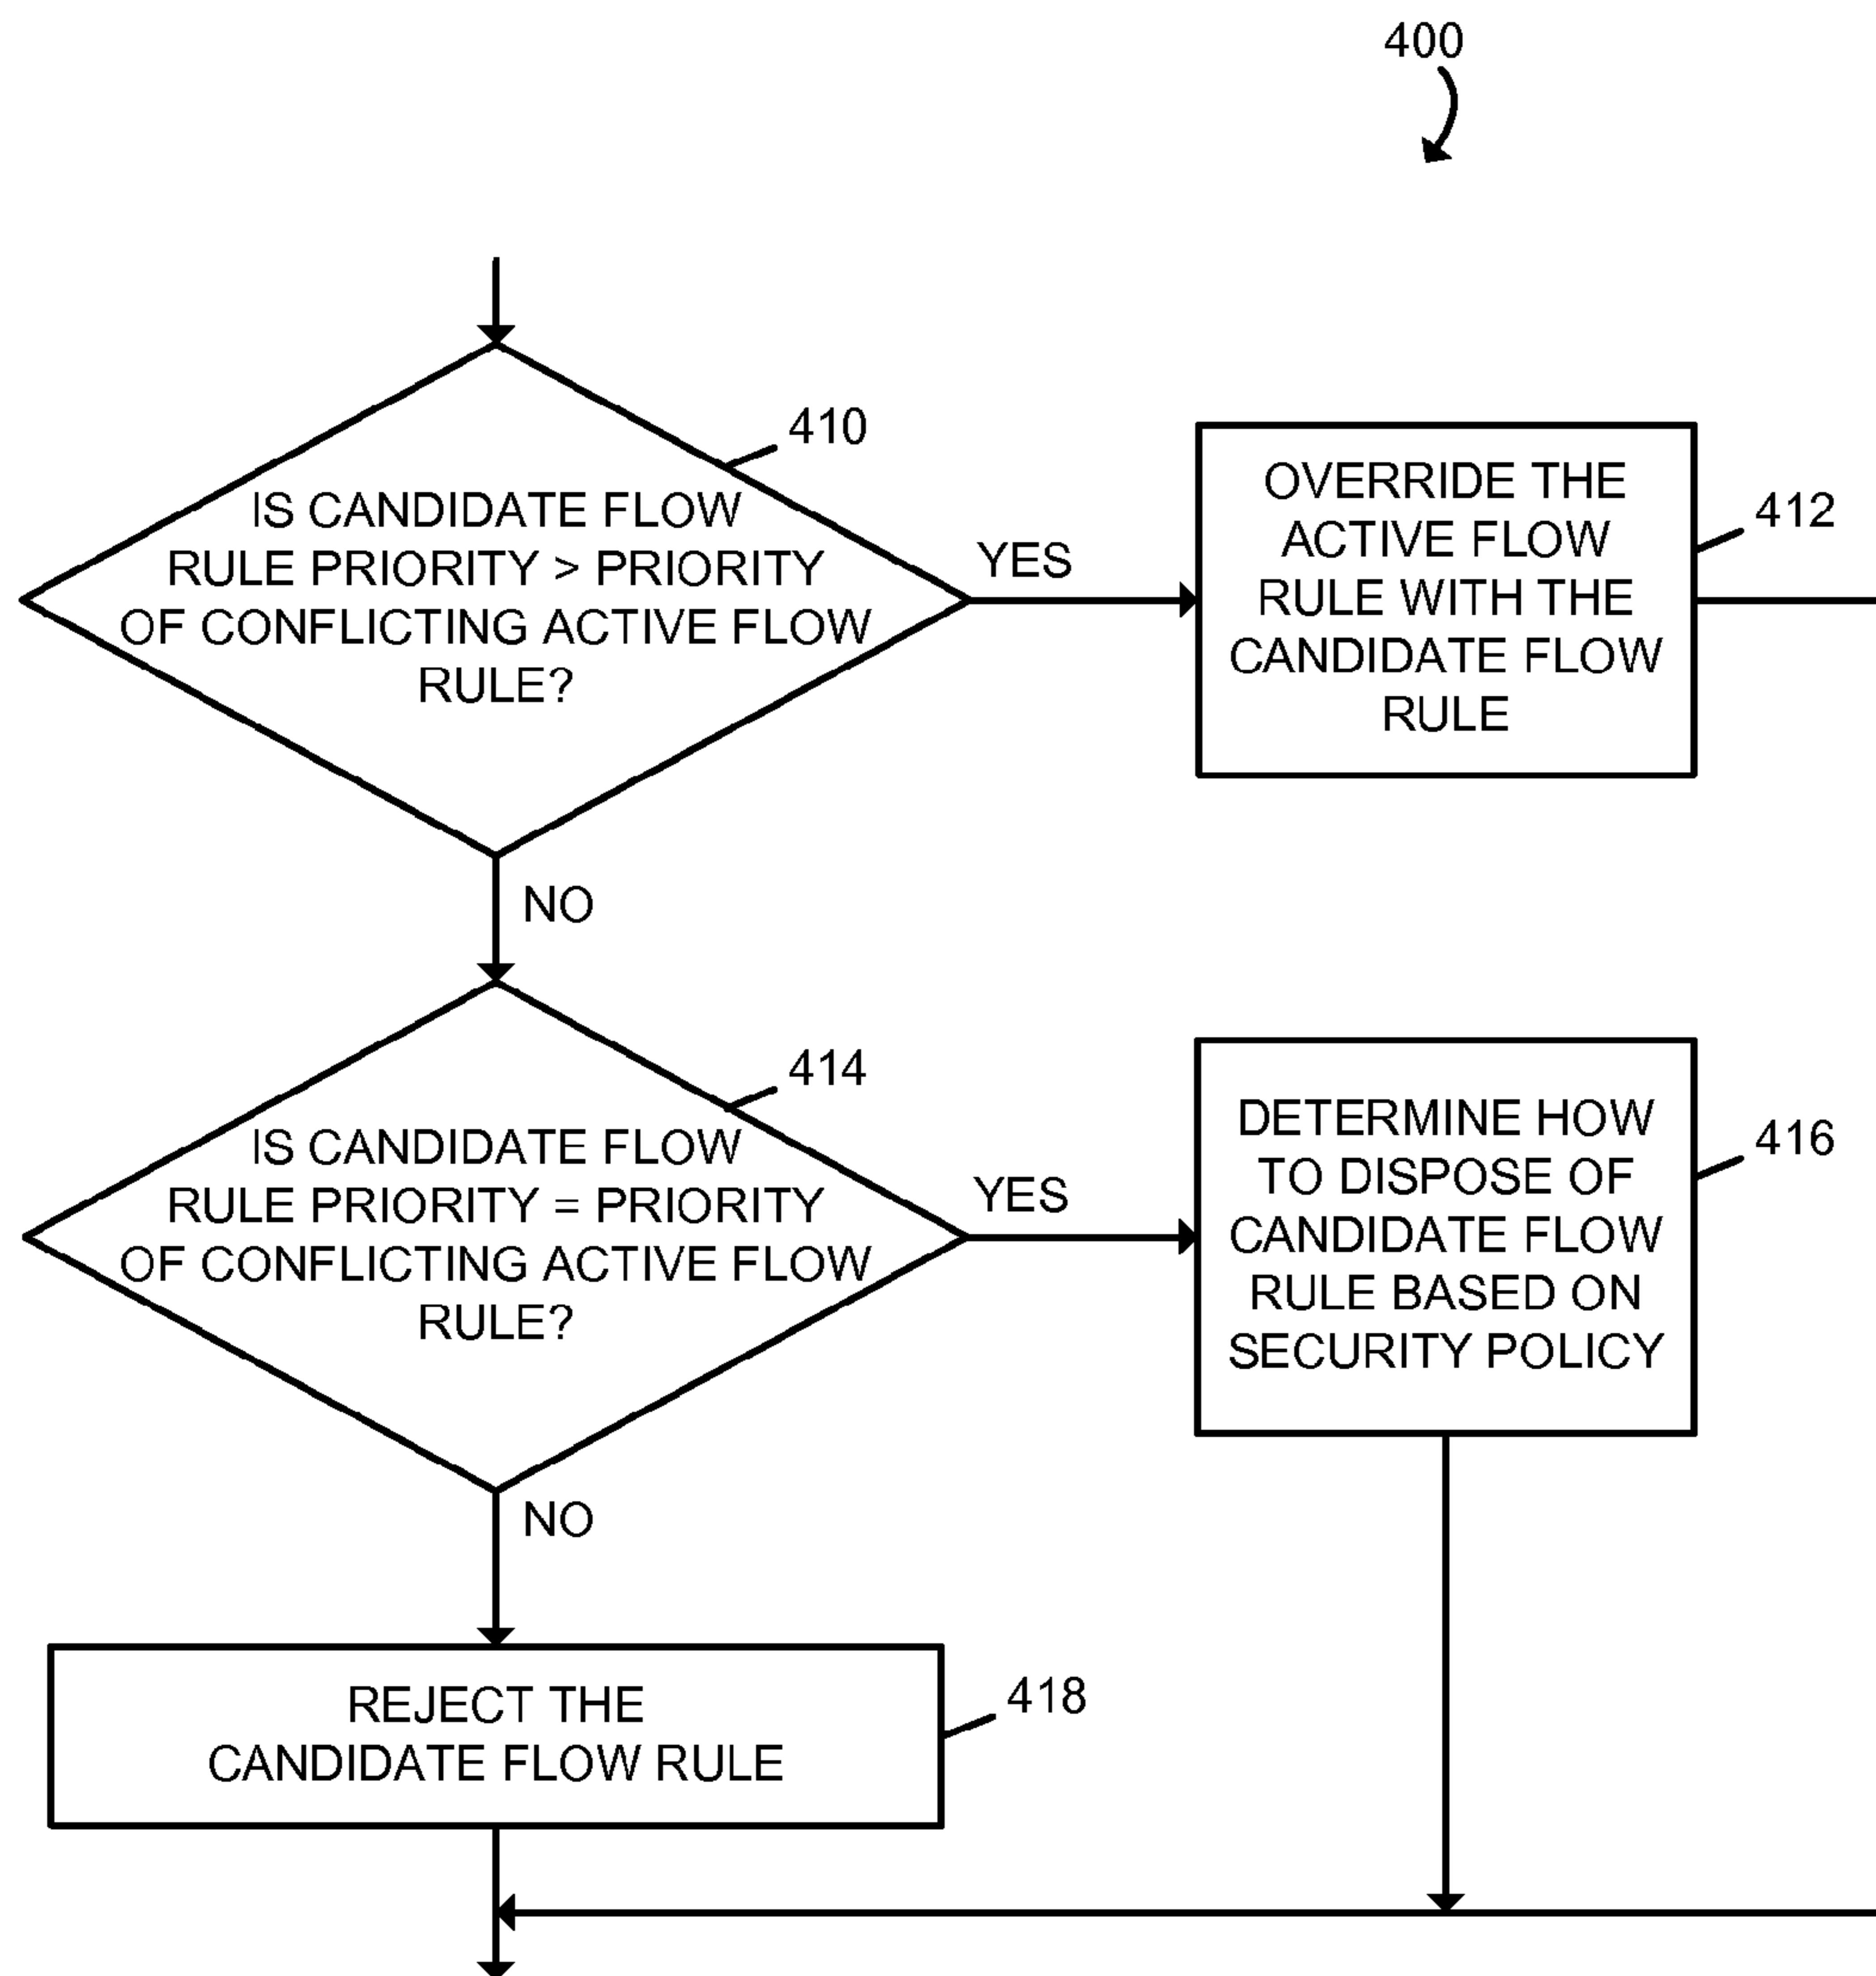 400
410
IS CANDIDATE FLOW
RULE PRIORITY > PRIORITY
OF CONFLICTING ACTIVE FLOW
RULE?
YES
OVERRIDE THE
ACTIVE FLOW
RULE WITH THE
CANDIDATE FLOW
RULE
412
NO
414
IS CANDIDATE FLOW
RULE PRIORITY = PRIORITY
OF CONFLICTING ACTIVE FLOW
RULE?
YES
DETERMINE HOW
TO DISPOSE OF
CANDIDATE FLOW
RULE BASED ON
SECURITY POLICY
416
NO
REJECT THE
CANDIDATE FLOW RULE
418